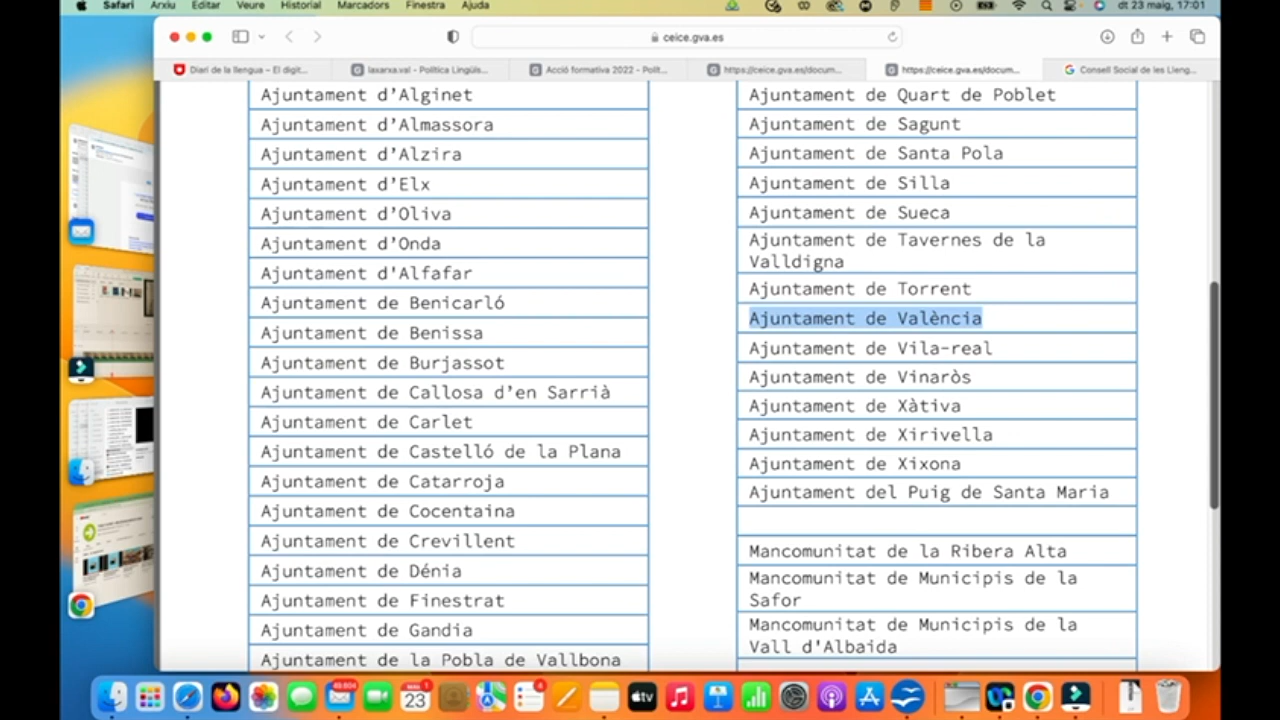 Safari Arxiu Editar Veure Historial Marcadors Finestra Ajuda dt 23 maig, 17:01
ceice.gva.es
Diari de la llengua – El digit... laxarxa.val - Política Lingüís... Acció formativa 2022 - Polít... https://ceice.gva.es/docum... https://ceice.gva.es/docum... Consell Social de les Lleng...
Ajuntament d’Alginet
Ajuntament d’Almassora
Ajuntament d’Alzira
Ajuntament d’Elx
Ajuntament d’Oliva
Ajuntament d’Onda
Ajuntament d'Alfafar
Ajuntament de Benicarló
Ajuntament de Benissa
Ajuntament de Burjassot
Ajuntament de Callosa d’en Sarrià
Ajuntament de Carlet
Ajuntament de Castelló de la Plana
Ajuntament de Catarroja
Ajuntament de Cocentaina
Ajuntament de Crevillent
Ajuntament de Dénia
Ajuntament de Finestrat
Ajuntament de Gandia
Ajuntament de la Pobla de Vallbona
Ajuntament de Quart de Poblet
Ajuntament de Sagunt
Ajuntament de Santa Pola
Ajuntament de Silla
Ajuntament de Sueca
Ajuntament de Tavernes de la
Valldigna
Ajuntament de Torrent
Ajuntament de València
Ajuntament de Vila-real
Ajuntament de Vinaròs
Ajuntament de Xàtiva
Ajuntament de Xirivella
Ajuntament de Xixona
Ajuntament del Puig de Santa Maria
Mancomunitat de la Ribera Alta
Mancomunitat de Municipis de la
Safor
Mancomunitat de Municipis de la
Vall d'Albaida
23
tv